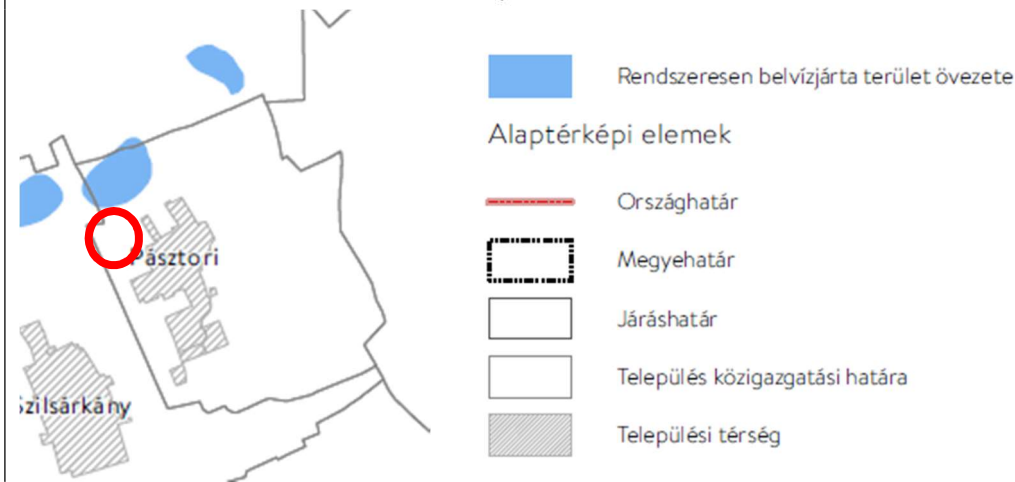 Pásztori
Szilsárkány
Rendszeresen belvízjárta terület övezete
Alaptérképi elemek
Országhatár
Megyehatár
Járáshatár
Település közigazgatási határa
Települési térség